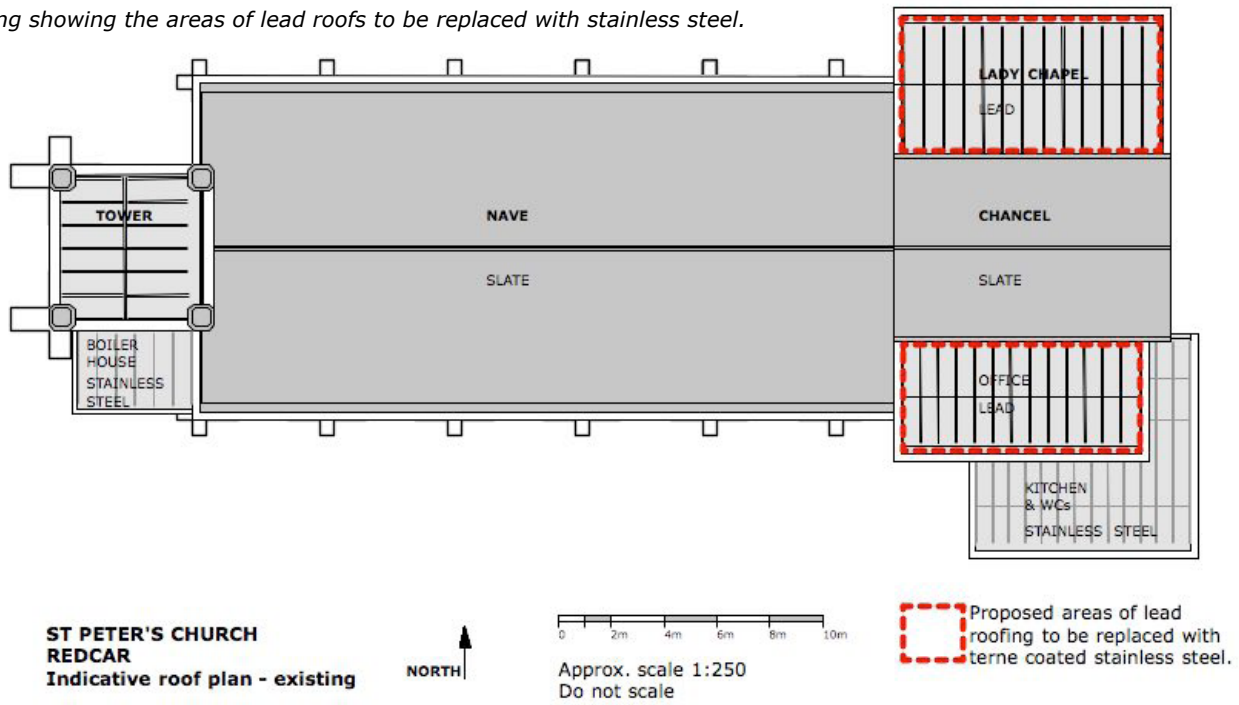 ng showing the areas of lead roofs to be replaced with stainless steel.
LADY CHAPEL
LEAD
TOWER
NAVE
CHANCEL
SLATE
SLATE
BOILER
HOUSE
STAINLESS
STEEL
OFFICE
LEAD
KITCHEN
& WCs
STAINLESS STEEL
ST PETER'S CHURCH
REDCAR
Indicative roof plan - existing
NORTH
0 2m 4m 6m 8m 10m
Approx. scale 1:250
Do not scale
Proposed areas of lead
roofing to be replaced with
terne coated stainless steel.